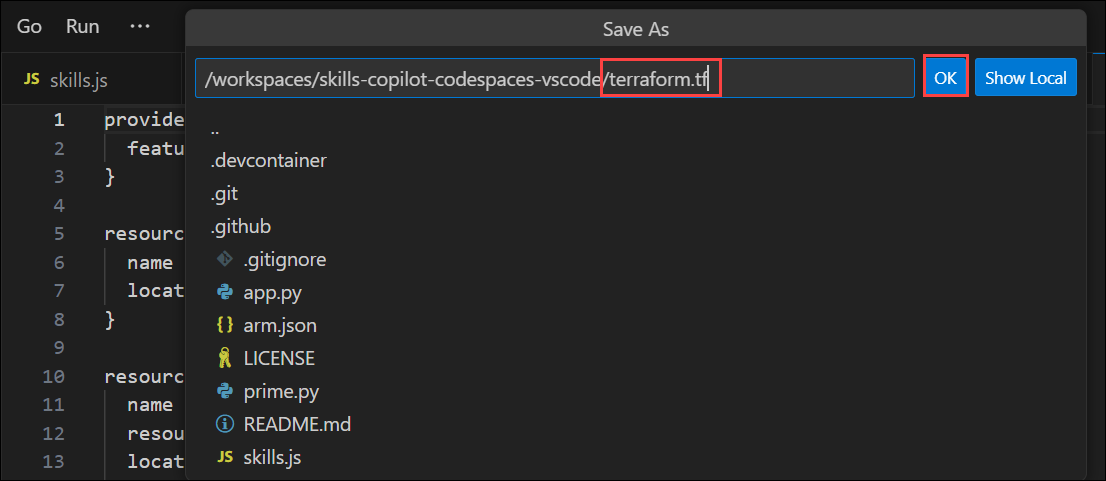 Go Run ···
Save As
JS skills.js
/workspaces/skills-copilot-codespaces-vscode/terraform.tf
OK
Show Local
1 provide
2 featu
3 }
4
5 resourc
6 name
7 locat
8 }
9
10 resourc
11 name
12 resou
13 locat
..
.devcontainer
.git
.github
.gitignore
app.py
{} arm.json
LICENSE
prime.py
README.md
JS skills.js